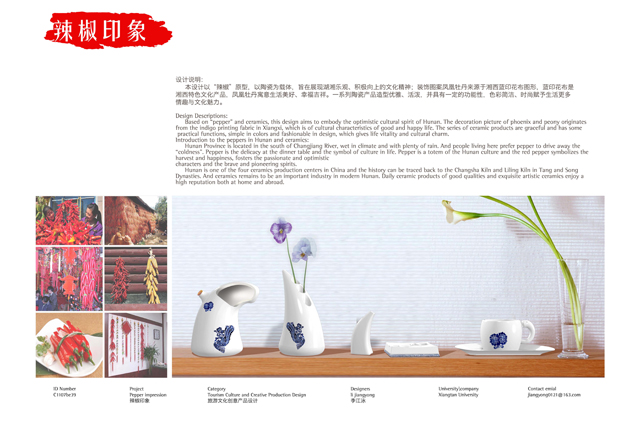 辣椒印象
设计说明:
本设计以“辣椒”原型，以陶瓷为载体，旨在展现湖湘乐观、积极向上的文化精神；装饰图案凤凰牡丹来源于湘西蓝印花布图形，蓝印花布是
湘西特色文化产品，凤凰牡丹寓意生活美好、幸福吉祥。一系列陶瓷产品造型优雅、活泼，并具有一定的功能性，色彩简洁，时尚赋予生活更多
情趣与文化魅力。
Design Descriptions:
Based on "pepper" and ceramics, this design aims to embody the optimistic cultural spirit of Hunan. The decoration picture of phoenix and peony originates
from the indigo printing fabric in Xiangxi, which is of cultural characteristics of good and happy life. The series of ceramic products are graceful and has some
practical functions, simple in colors and fashionable in design, which gives life vitality and cultural charm.
Introduction to the peppers in Hunan and ceramics:
Hunan Province is located in the south of Changjiang River, wet in climate and with plenty of rain. And people living here prefer pepper to drive away the
"coldness". Pepper is the delicacy at the dinner table and the symbol of culture in life. Pepper is a totem of the Hunan culture and the red pepper symbolizes the
harvest and happiness, fosters the passionate and optimistic
characters and the brave and pioneering spirits.
Hunan is one of the four ceramics production centers in China and the history can be traced back to the Changsha Kiln and Liling Kiln in Tang and Song
Dynasties. And ceramics remains to be an important industry in modern Hunan. Daily ceramic products of good qualities and exquisite artistic ceramics enjoy a
high reputation both at home and abroad.
ID Number
C1107be39
Project
Pepper impression
辣椒印象
Category
Tourism Culture and Creative Production Design
旅游文化创意产品设计
Designers
li jiangyong
李江泳
University/company
Xiangtan University
Contact email
Jiangyong0121@163.com